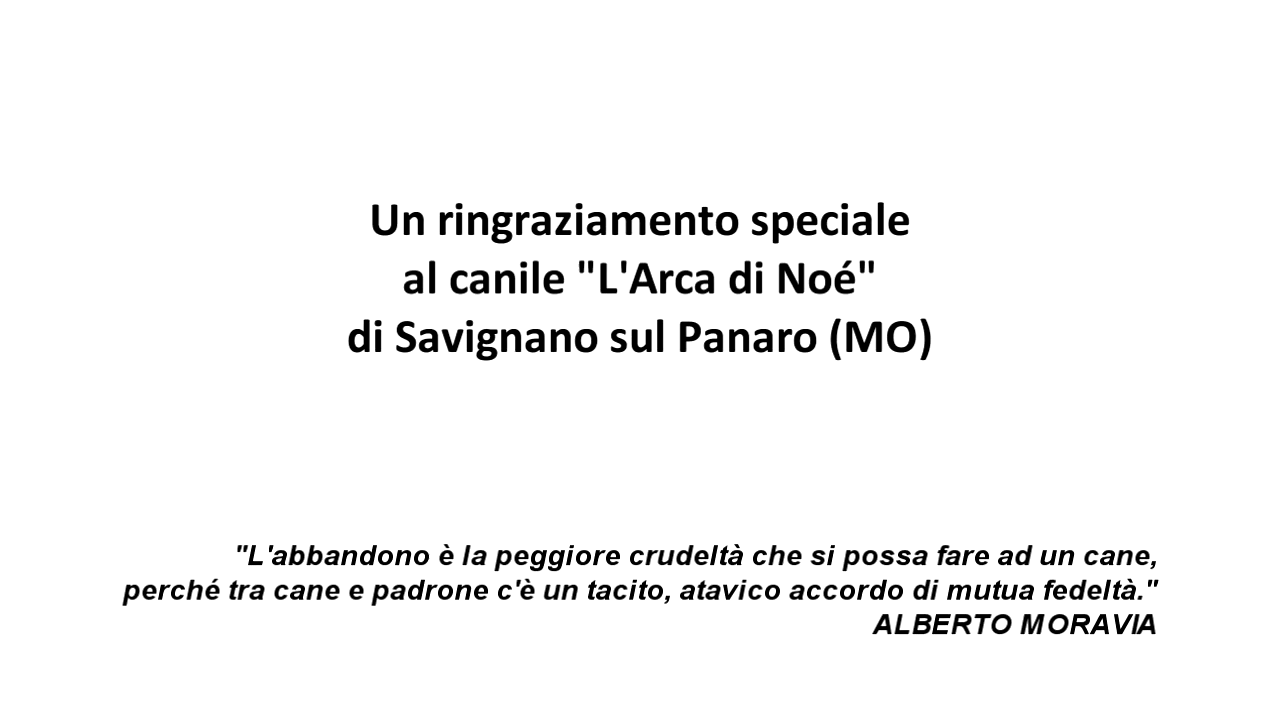 Un ringraziamento speciale
al canile "L'Arca di Noé"
di Savignano sul Panaro (MO)
"L'abbandono è la peggiore crudeltà che si possa fare ad un cane,
perché tra cane e padrone c'è un tacito, atavico accordo di mutua fedeltà."
ALBERTO MORAVIA